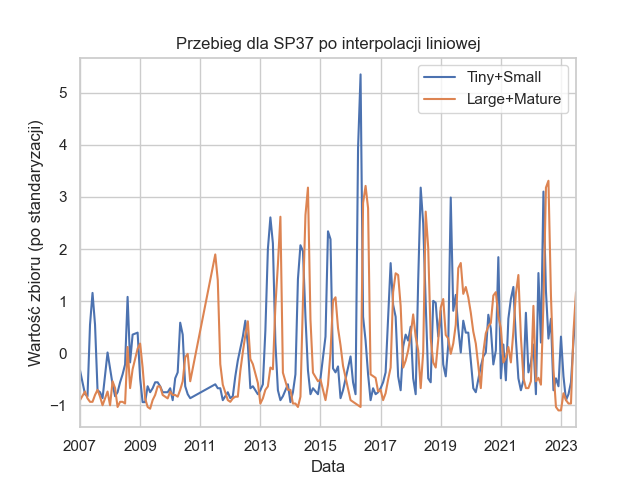 Przebieg dla SP37 po interpolacji liniowej
Tiny+Small
Large+Mature
Wartość zbioru (po standaryzacji)
5
4
3
2
1
0
−1
2007 2009 2011 2013 2015 2017 2019 2021 2023
Data